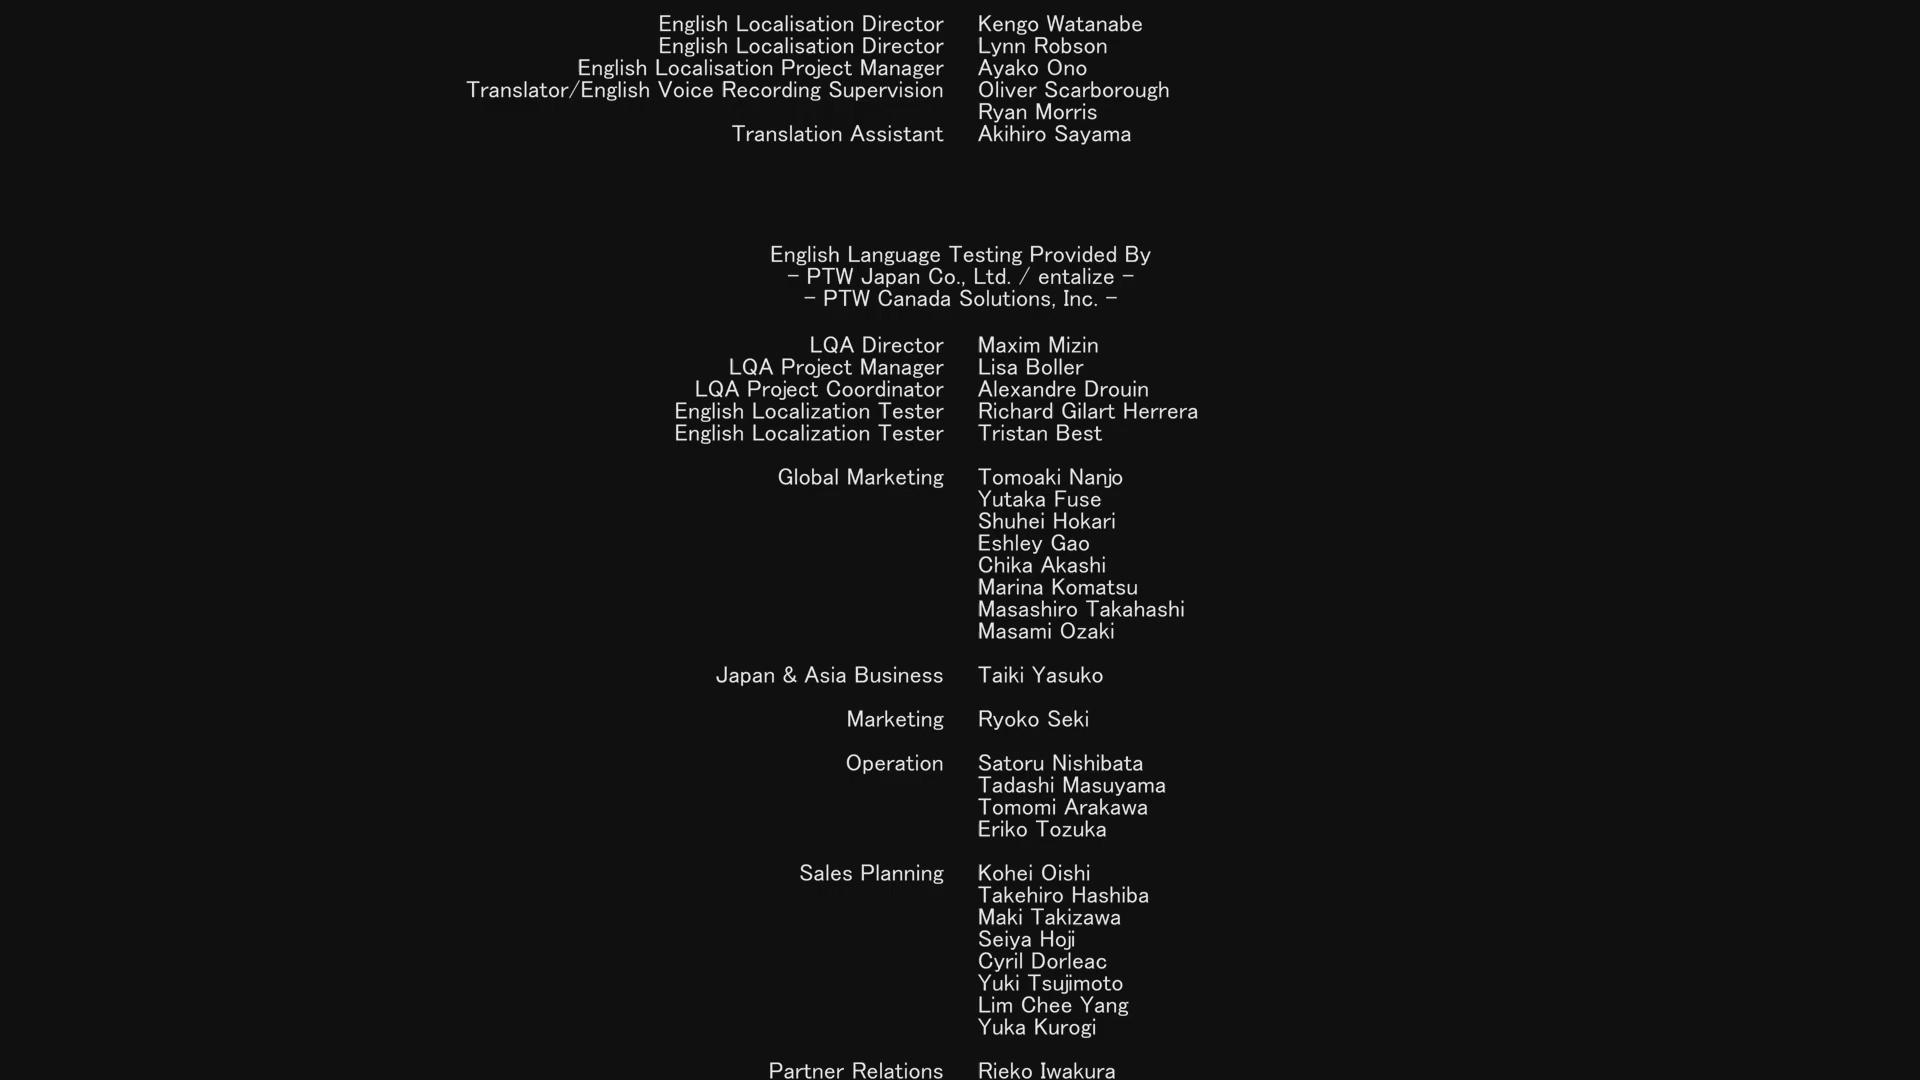 English Localisation Director Kengo Watanabe
English Localisation Director Lynn Robson
English Localisation Project Manager Ayako Ono
Translator/English Voice Recording Supervision Oliver Scarborough
Ryan Morris
Translation Assistant Akihiro Sayama
English Language Testing Provided By
- PTW Japan Co., Ltd. / entalize -
- PTW Canada Solutions, Inc. -
LQA Director Maxim Mizin
LQA Project Manager Lisa Boller
LQA Project Coordinator Alexandre Drouin
English Localization Tester Richard Gilart Herrera
English Localization Tester Tristan Best
Global Marketing Tomoaki Nanjo
Yutaka Fuse
Shuhei Hokari
Eshley Gao
Chika Akashi
Marina Komatsu
Masashiro Takahashi
Masami Ozaki
Japan & Asia Business Taiki Yasuko
Marketing Ryoko Seki
Operation Satoru Nishibata
Tadashi Masuyama
Tomomi Arakawa
Eriko Tozuka
Sales Planning Kohei Oishi
Takehiro Hashiba
Maki Takizawa
Seiya Hoji
Cyril Dorleac
Yuki Tsujimoto
Lim Chee Yang
Yuka Kurogi
Partner Relations Rieko Iwakura